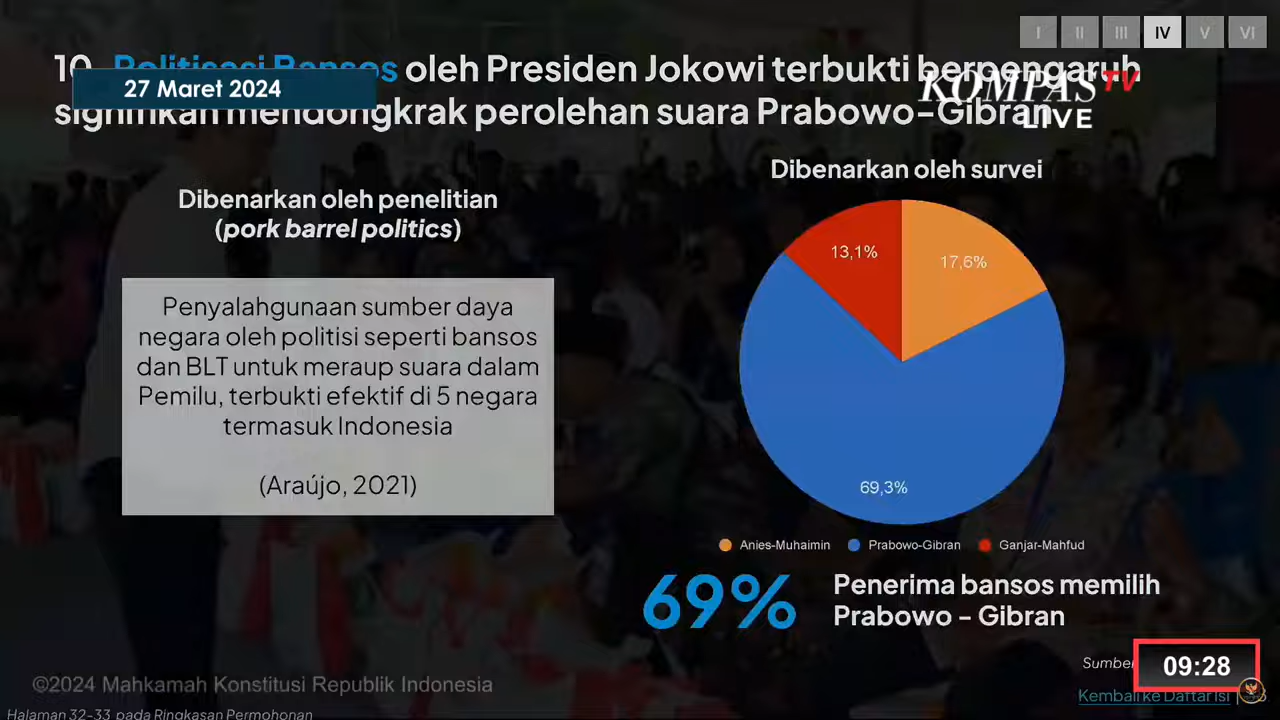 I II III IV V VI
10. Politisasi Bansos oleh Presiden Jokowi terbukti berpengaruh
signifikan mendongkrak perolehan suara Prabowo-Gibran
27 Maret 2024
KOMPAS TV
LIVE
Dibenarkan oleh penelitian
(pork barrel politics)
Penyalahgunaan sumber daya
negara oleh politisi seperti bansos
dan BLT untuk meraup suara dalam
Pemilu, terbukti efektif di 5 negara
termasuk Indonesia
(Araújo, 2021)
Dibenarkan oleh survei
13,1%
17,6%
69,3%
Anies-Muhaimin Prabowo-Gibran Ganjar-Mahfud
69%
Penerima bansos memilih
Prabowo - Gibran
Sumber
09:28
Kembali ke Daftar Isi
©2024 Mahkamah Konstitusi Republik Indonesia
Halaman 32-33 pada Ringkasan Permohonan